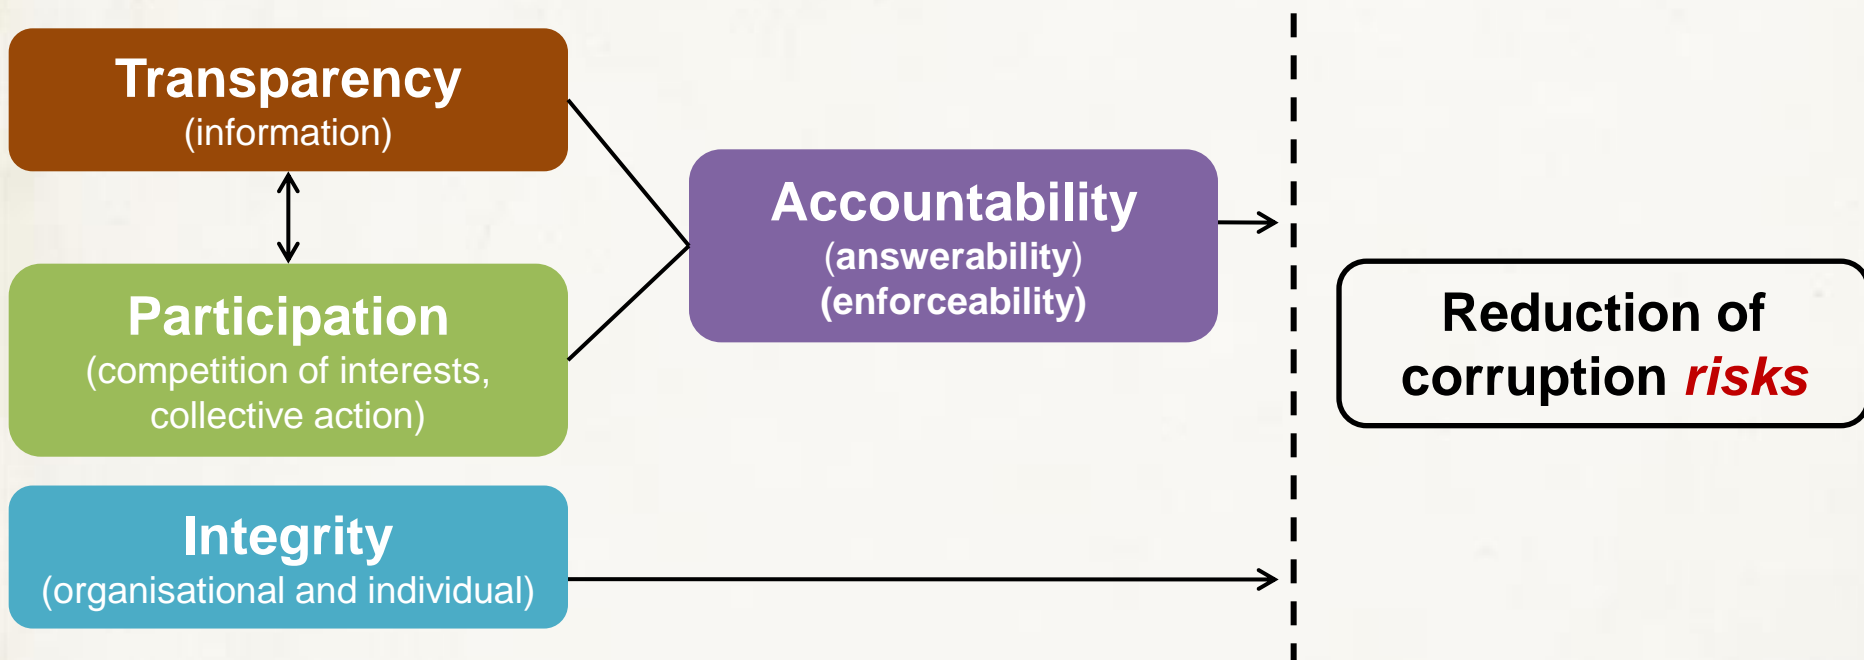 Transparency
(information)
Participation
(competition of interests,
collective action)
Integrity
(organisational and individual)
Accountability
(answerability)
(enforceability)
Reduction of
corruption risks